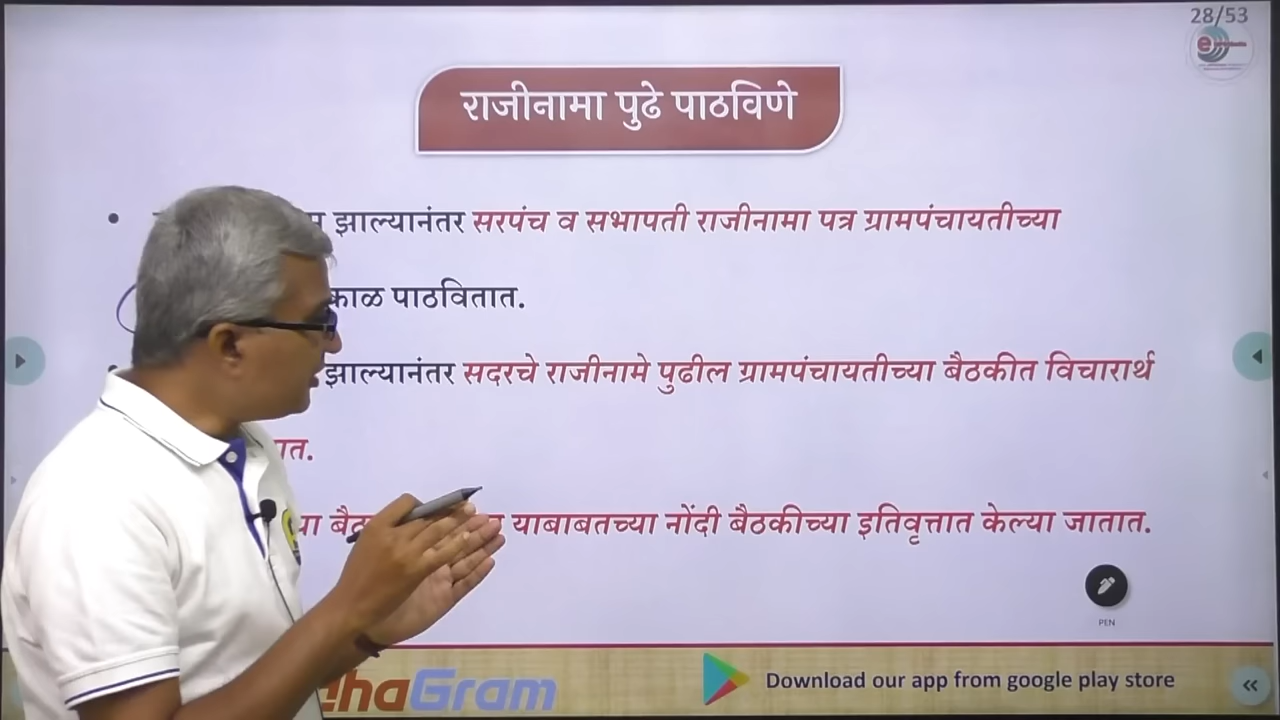 28/53
राजीनामा पुढे पाठविणे
झाल्यानंतर सरपंच व सभापती राजीनामा पत्र ग्रामपंचायतीच्या
पाठवितात.
झाल्यानंतर सदरचे राजीनामे पुढील ग्रामपंचायतीच्या बैठकीत विचारार्थ
याबाबतच्या नोंदी बैठकीच्या इतिवृत्तात केल्या जातात.
PEN
Download our app from google play store